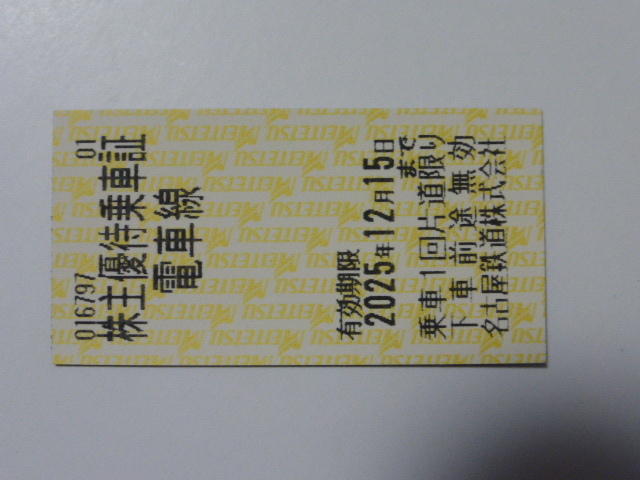 016797 01
株主優待乗車証
電車線
有効期限
2025年12月15日まで
乗車1回片道限り
下車前途無効
名古屋鉄道株式会社
MEITETSU